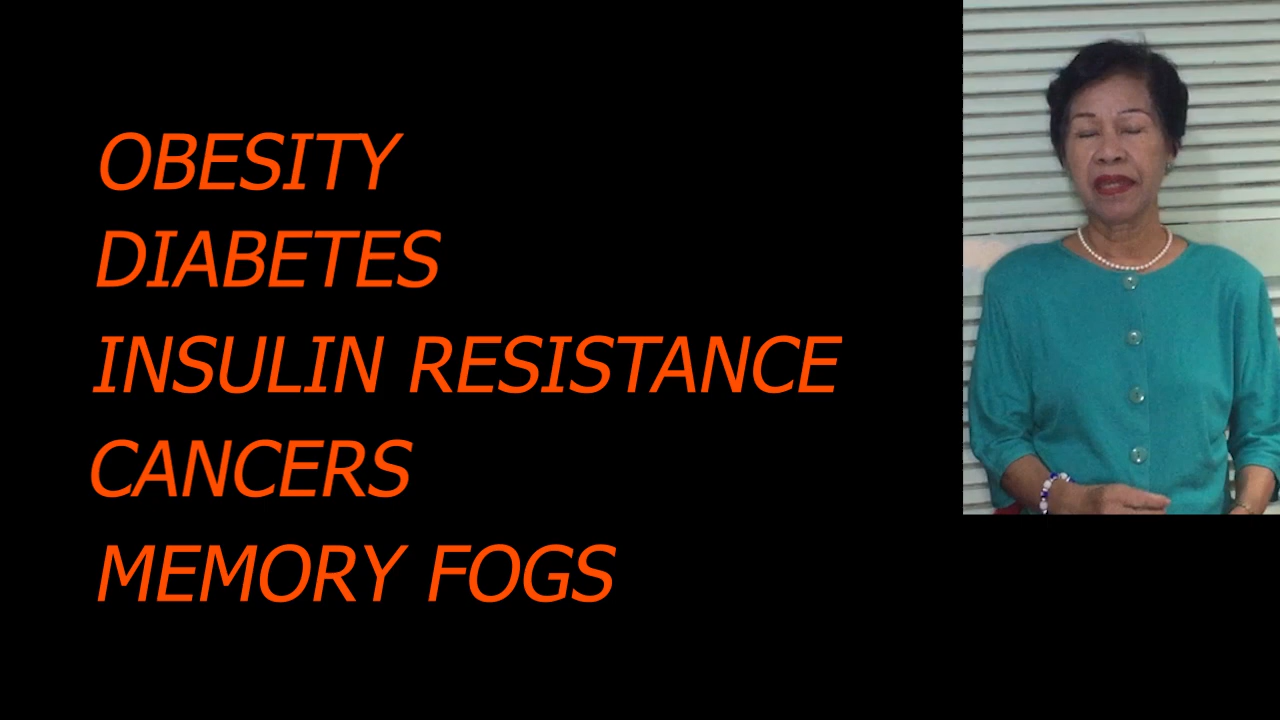 OBESITY
DIABETES
INSULIN RESISTANCE
CANCERS
MEMORY FOGS